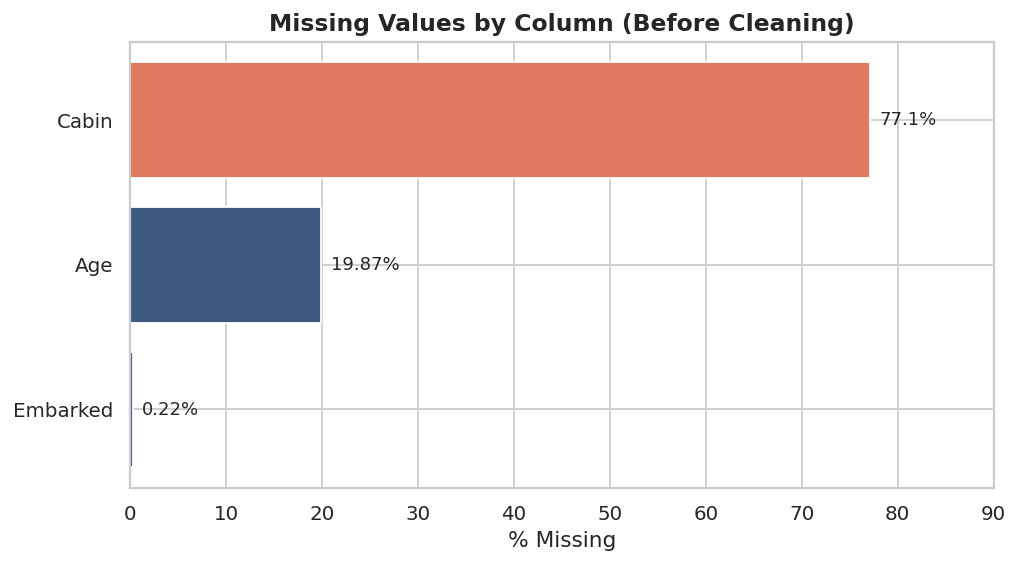 Missing Values by Column (Before Cleaning)
Cabin
77.1%
Age
19.87%
Embarked
0.22%
0 10 20 30 40 50 60 70 80 90
% Missing